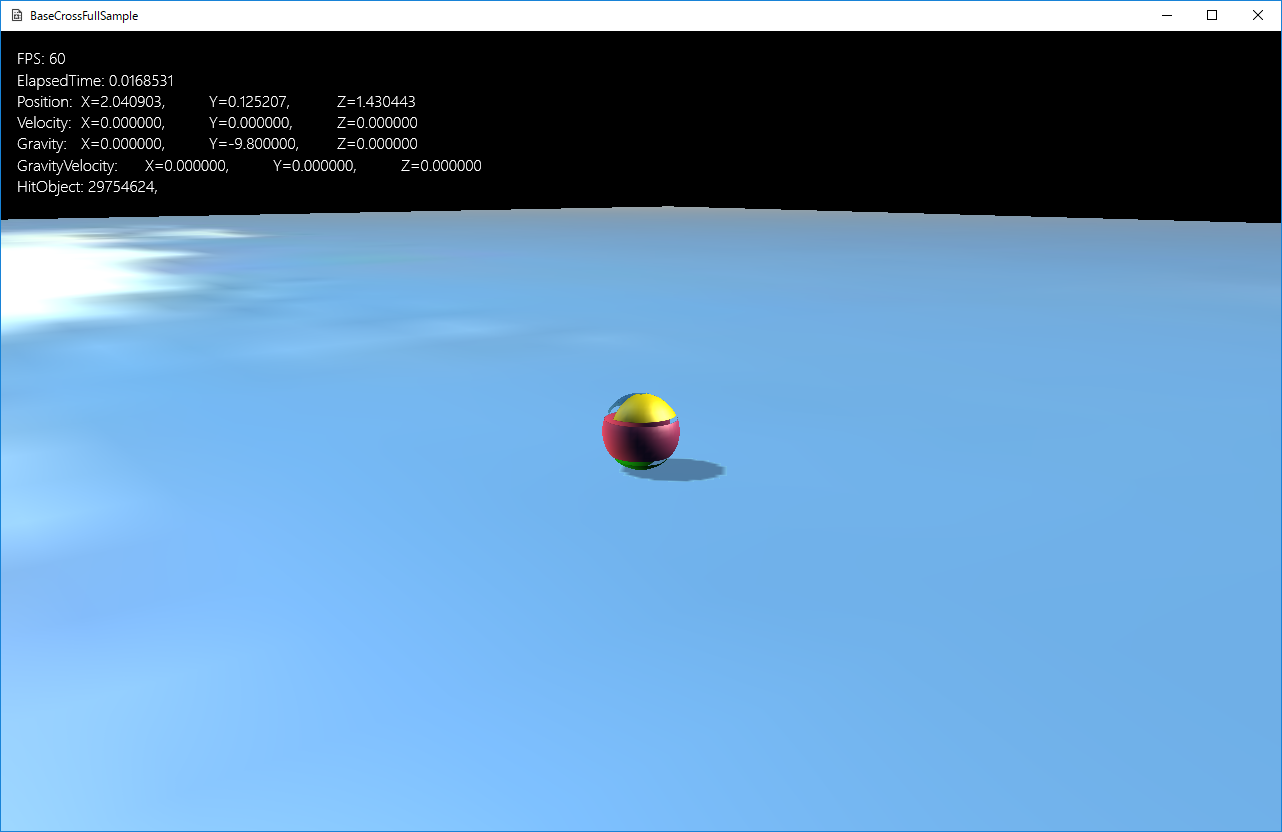 BaseCrossFullSample
FPS: 60
ElapsedTime: 0.0168531
Position: X=2.040903, Y=0.125207, Z=1.430443
Velocity: X=0.000000, Y=0.000000, Z=0.000000
Gravity: X=0.000000, Y=-9.800000, Z=0.000000
GravityVelocity: X=0.000000, Y=0.000000, Z=0.000000
HitObject: 29754624,